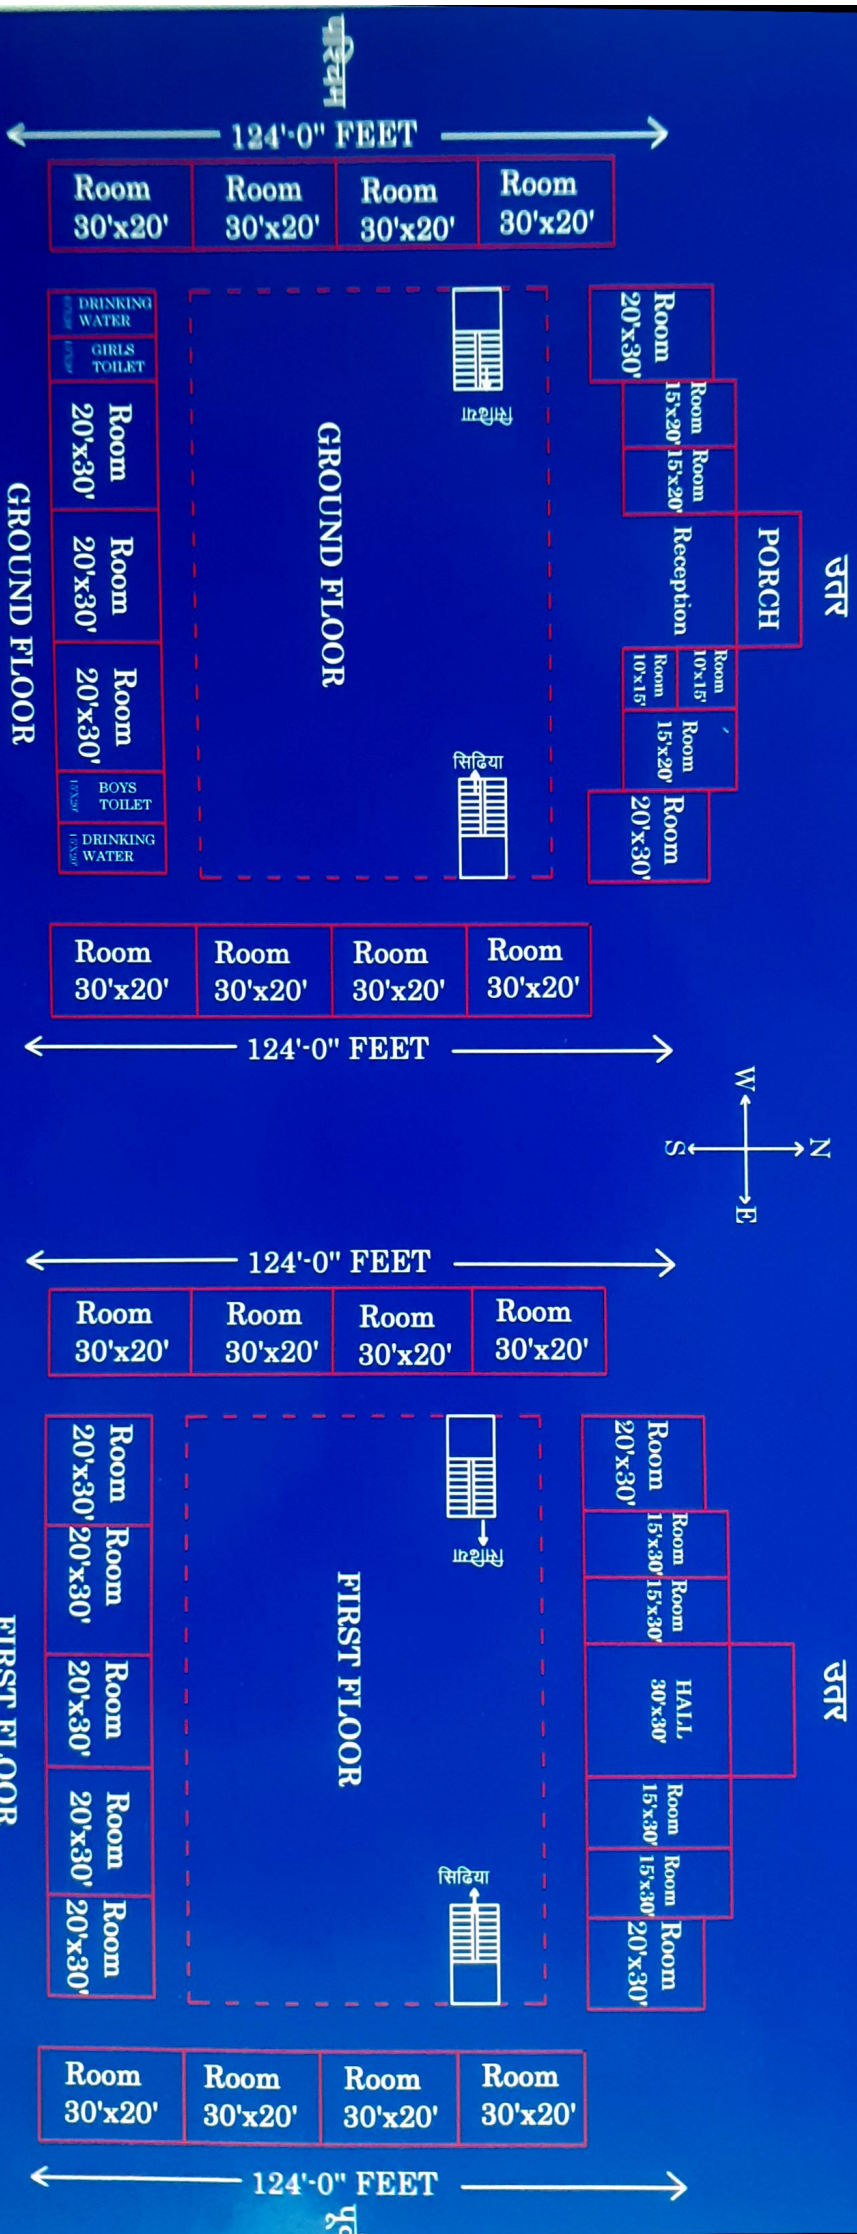 पश्चिम
124'-0" FEET
Room
30'x20'
Room
30'x20'
Room
30'x20'
Room
30'x20'
DRINKING
WATER
GIRLS
TOILET
Room
20'x30'
Room
20'x30'
Room
20'x30'
BOYS
TOILET
DRINKING
WATER
GROUND FLOOR
सिढिया
GROUND FLOOR
सिढिया
Room
20'x30'
Room
15'x20'
Room
15'x20'
Reception
PORCH
उत्तर
Room
10'x15'
Room
10'x15'
Room
15'x20'
Room
20'x30'
Room
30'x20'
Room
30'x20'
Room
30'x20'
Room
30'x20'
124'-0" FEET
W
N
S
E
124'-0" FEET
Room
30'x20'
Room
30'x20'
Room
30'x20'
Room
30'x20'
Room
20'x30'
Room
20'x30'
Room
20'x30'
Room
20'x30'
Room
20'x30'
FIRST FLOOR
सिढिया
FIRST FLOOR
सिढिया
Room
20'x30'
Room
15'x30'
Room
15'x30'
HALL
30'x30'
उत्तर
Room
15'x30'
Room
15'x30'
Room
20'x30'
Room
30'x20'
Room
30'x20'
Room
30'x20'
Room
30'x20'
124'-0" FEET